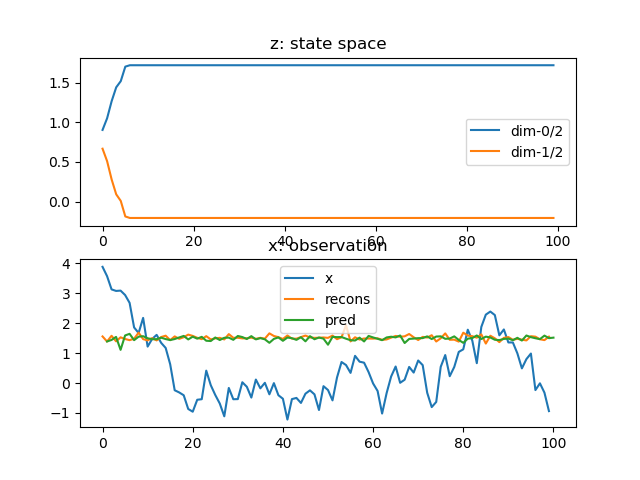 z: state space
1.5
1.0
0.5
0.0
dim-0/2
dim-1/2
0 20 40 60 80 100
x: observation
4
3
2
1
0
−1
x
recons
pred
0 20 40 60 80 100